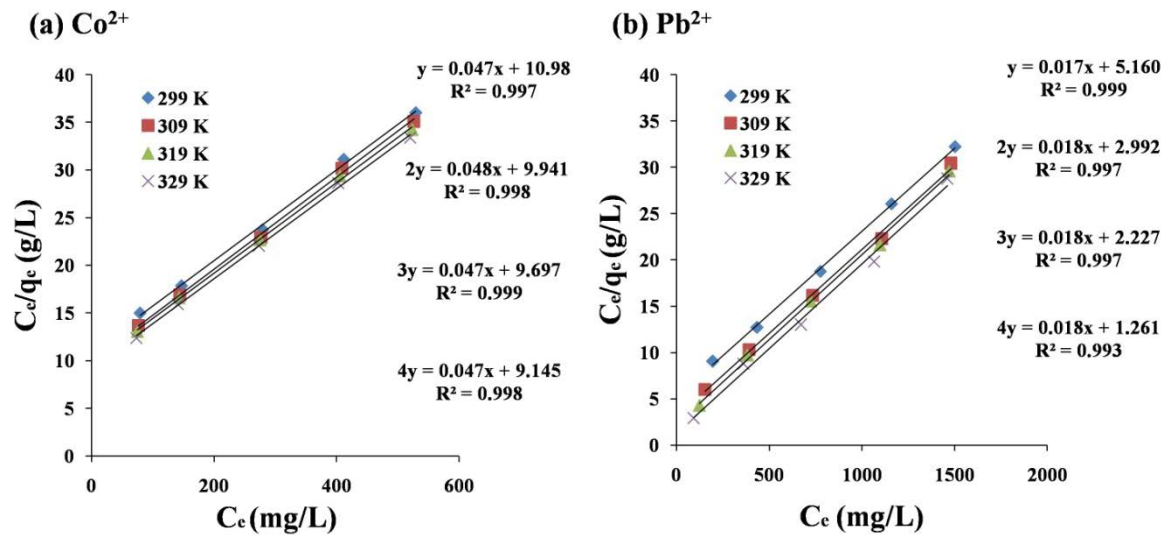 (a) Co²⁺
Cₑ/qₑ (g/L)
40
35
30
25
20
15
10
5
0
299 K
309 K
319 K
329 K
y = 0.047x + 10.98
R² = 0.997
2y = 0.048x + 9.941
R² = 0.998
3y = 0.047x + 9.697
R² = 0.999
4y = 0.047x + 9.145
R² = 0.998
0 200 400 600
Cₑ (mg/L)
(b) Pb²⁺
Cₑ/qₑ (g/L)
40
35
30
25
20
15
10
5
0
299 K
309 K
319 K
329 K
y = 0.017x + 5.160
R² = 0.999
2y = 0.018x + 2.992
R² = 0.997
3y = 0.018x + 2.227
R² = 0.997
4y = 0.018x + 1.261
R² = 0.993
0 500 1000 1500 2000
Cₑ (mg/L)